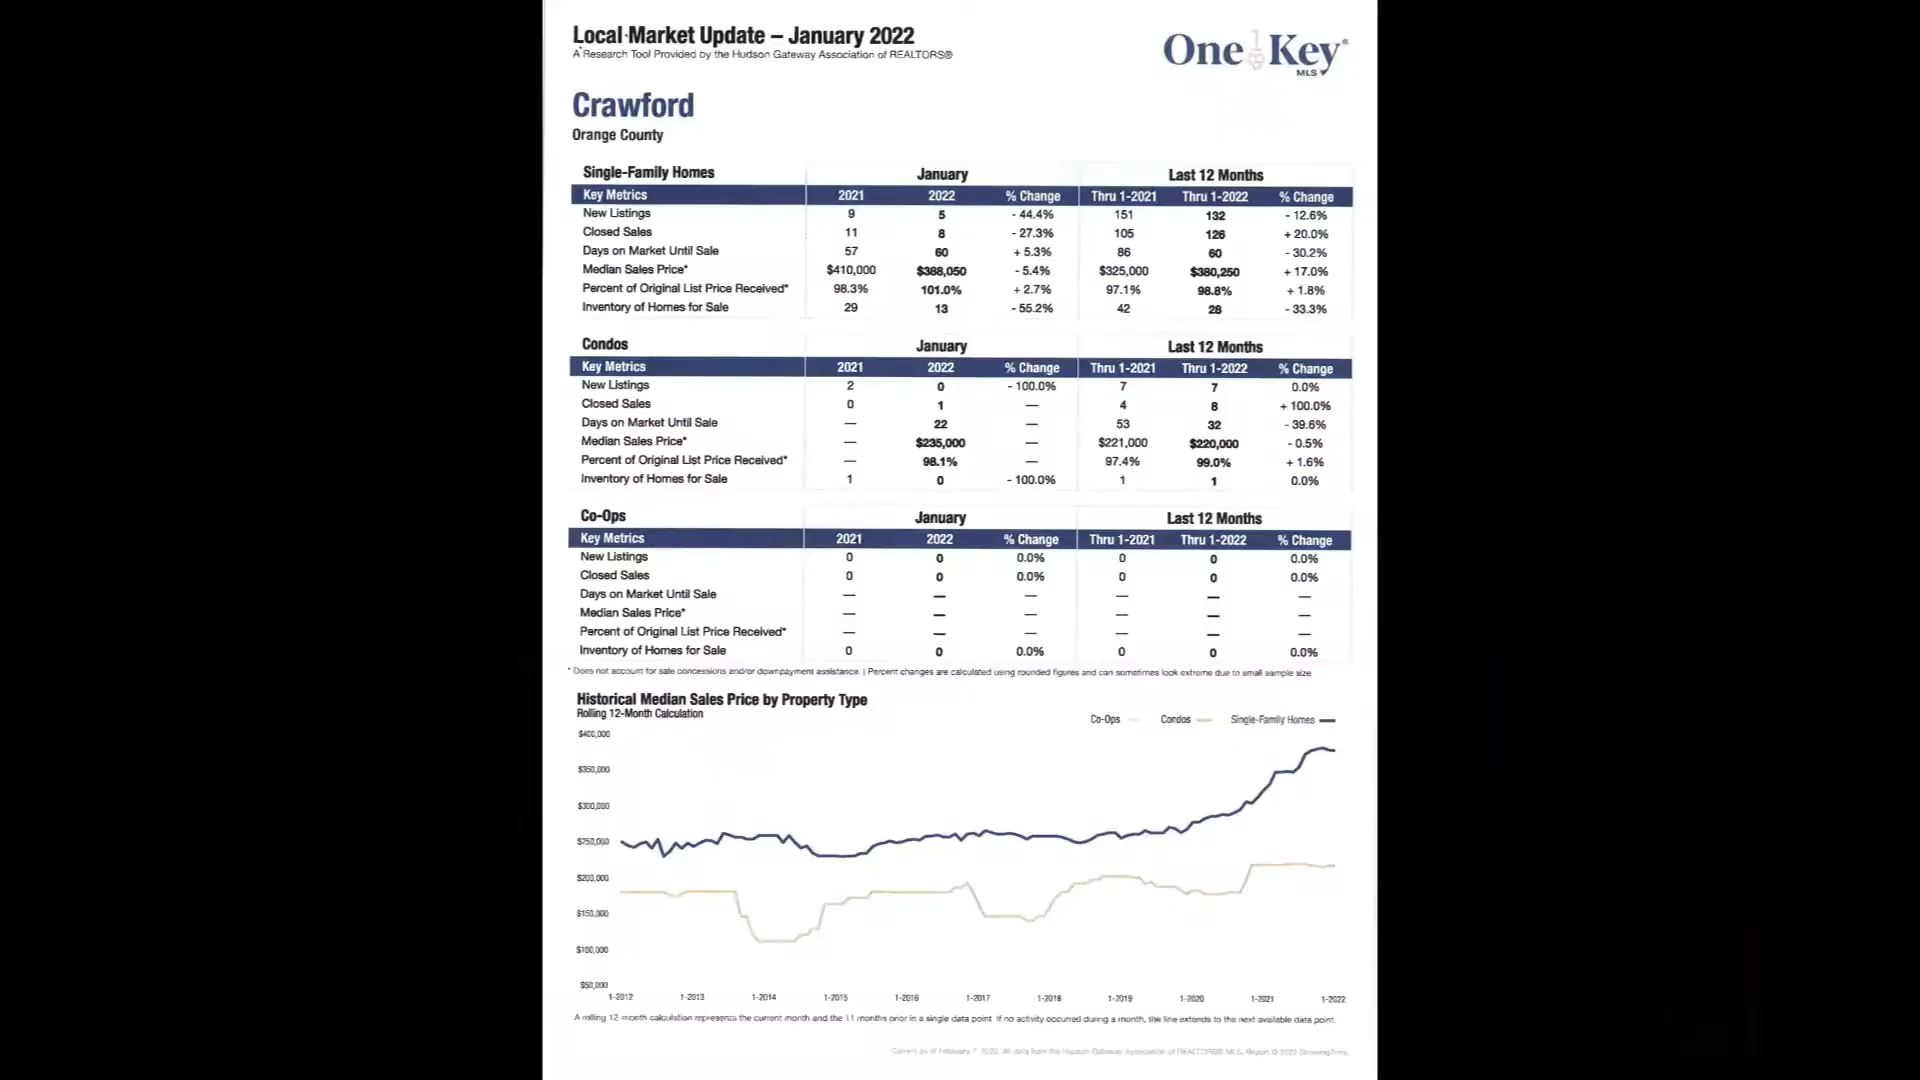 Local Market Update – January 2022
A Research Tool Provided by the Hudson Gateway Association of REALTORS®
One Key®
MLS
Crawford
Orange County
Single-Family Homes January Last 12 Months
Key Metrics 2021 2022 % Change Thru 1-2021 Thru 1-2022 % Change
New Listings 9 5 - 44.4% 151 132 - 12.6%
Closed Sales 11 8 - 27.3% 105 126 + 20.0%
Days on Market Until Sale 57 60 + 5.3% 86 60 - 30.2%
Median Sales Price* $410,000 $388,050 - 5.4% $325,000 $380,250 + 17.0%
Percent of Original List Price Received* 98.3% 101.0% + 2.7% 97.1% 98.8% + 1.8%
Inventory of Homes for Sale 29 13 - 55.2% 42 28 - 33.3%
Condos January Last 12 Months
Key Metrics 2021 2022 % Change Thru 1-2021 Thru 1-2022 % Change
New Listings 2 0 - 100.0% 7 7 0.0%
Closed Sales 0 1 — 4 8 + 100.0%
Days on Market Until Sale — 22 — 53 32 - 39.6%
Median Sales Price* — $235,000 — $221,000 $220,000 - 0.5%
Percent of Original List Price Received* — 98.1% — 97.4% 99.0% + 1.6%
Inventory of Homes for Sale 1 0 - 100.0% 1 1 0.0%
Co-Ops January Last 12 Months
Key Metrics 2021 2022 % Change Thru 1-2021 Thru 1-2022 % Change
New Listings 0 0 0.0% 0 0 0.0%
Closed Sales 0 0 0.0% 0 0 0.0%
Days on Market Until Sale — — — — — —
Median Sales Price* — — — — — —
Percent of Original List Price Received* — — — — — —
Inventory of Homes for Sale 0 0 0.0% 0 0 0.0%
* Does not account for sale concessions and/or downpayment assistance. | Percent changes are calculated using rounded figures and can sometimes look extreme due to small sample size
Historical Median Sales Price by Property Type
Rolling 12-Month Calculation
Co-Ops Condos Single-Family Homes
$400,000
$350,000
$300,000
$250,000
$200,000
$150,000
$100,000
$50,000
1-2012 1-2013 1-2014 1-2015 1-2016 1-2017 1-2018 1-2019 1-2020 1-2021 1-2022
A rolling 12-month calculation represents the current month and the 11 months prior in a single data point. If no activity occurred during a month, the line extends to the next available data point.
Current as of February 7, 2022. All data from the Hudson Gateway Association of REALTORS® MLS. Report © 2022 ShowingTime.